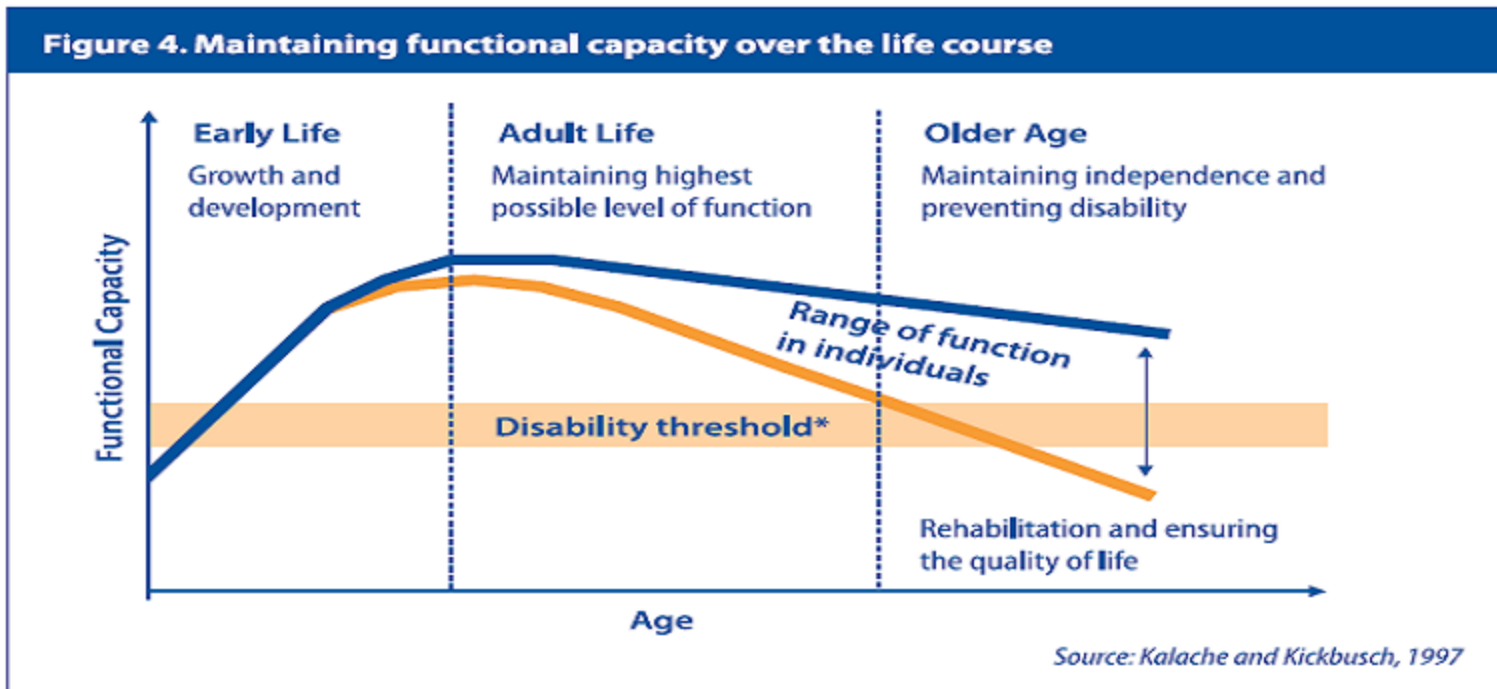 Figure 4. Maintaining functional capacity over the life course
Early Life
Growth and
development
Adult Life
Maintaining highest
possible level of function
Older Age
Maintaining independence and
preventing disability
Functional Capacity
Range of function
in individuals
Disability threshold*
Rehabilitation and ensuring
the quality of life
Age
Source: Kalache and Kickbusch, 1997